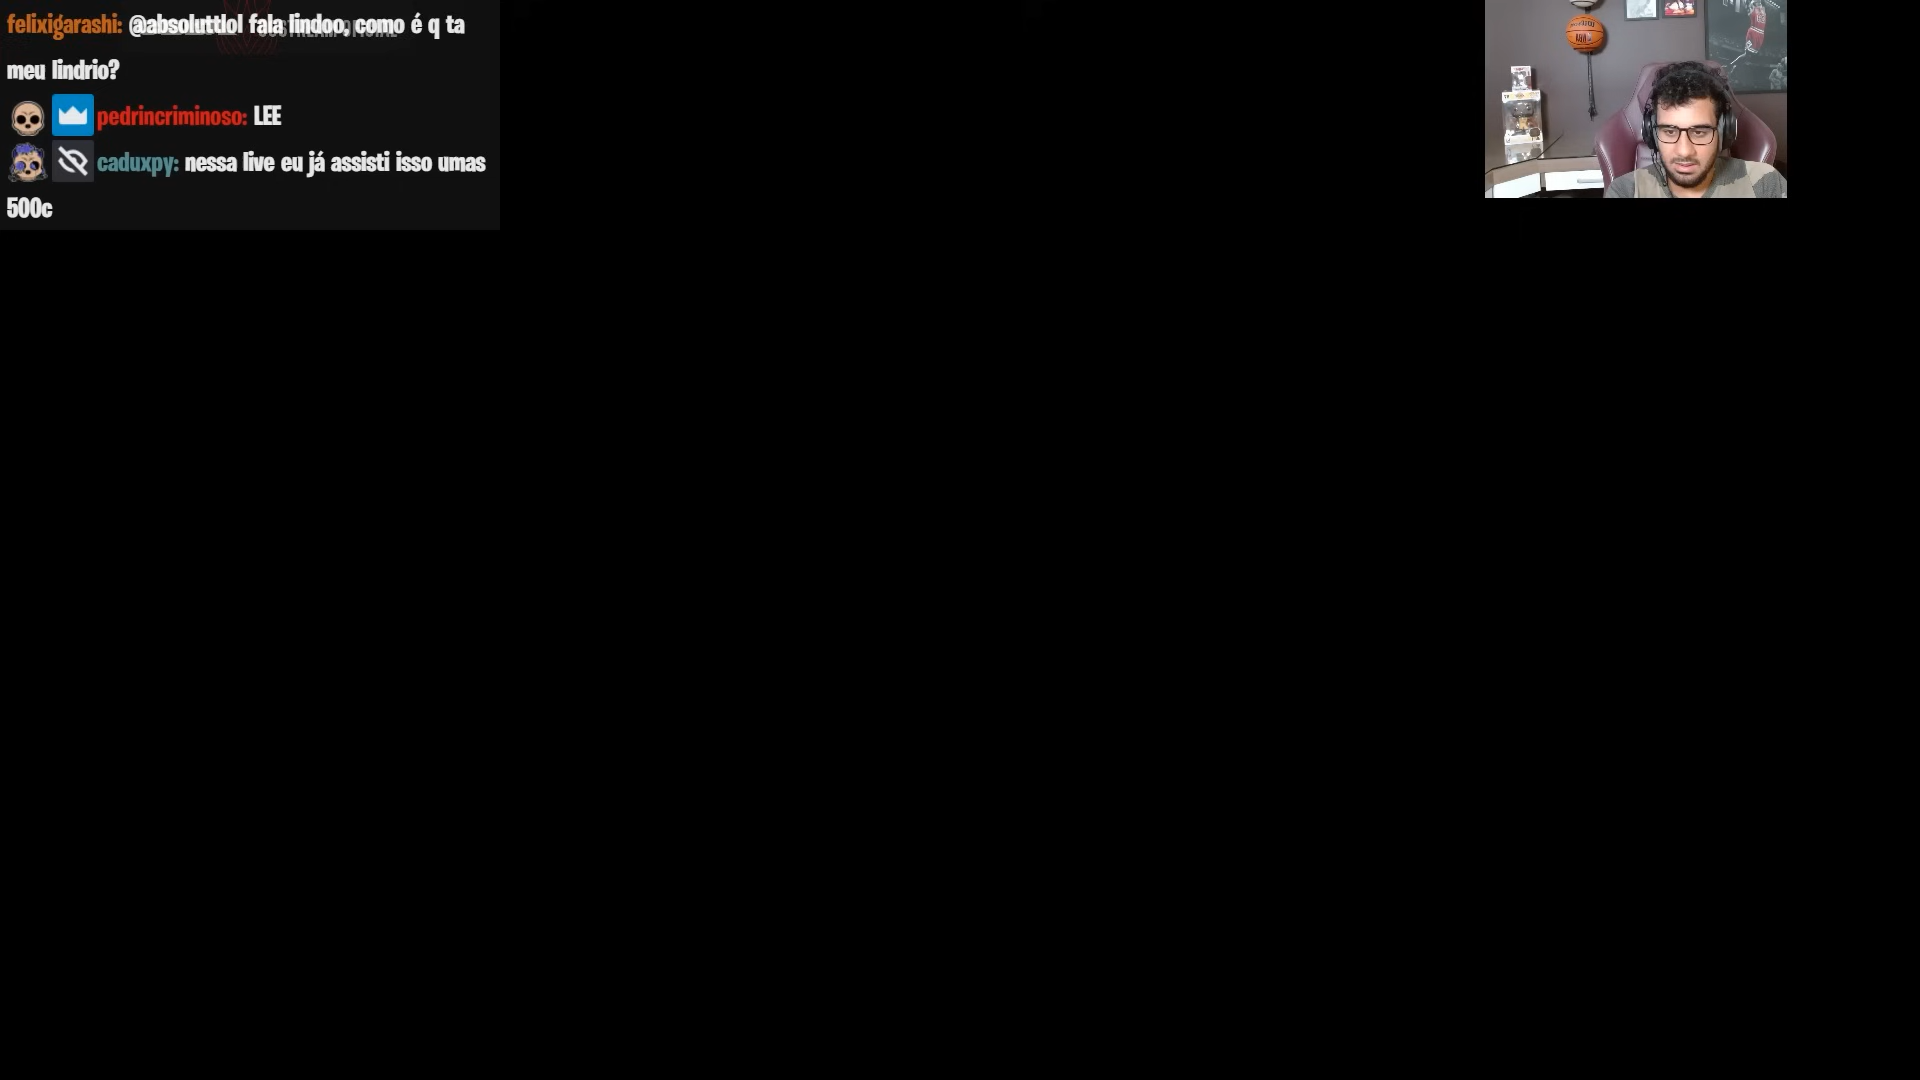 felixigarashi: @absoluttlol fala lindoo, como é q ta
meu lindrio?
pedrincriminoso: LEE
caduxpy: nessa live eu já assisti isso umas
500c